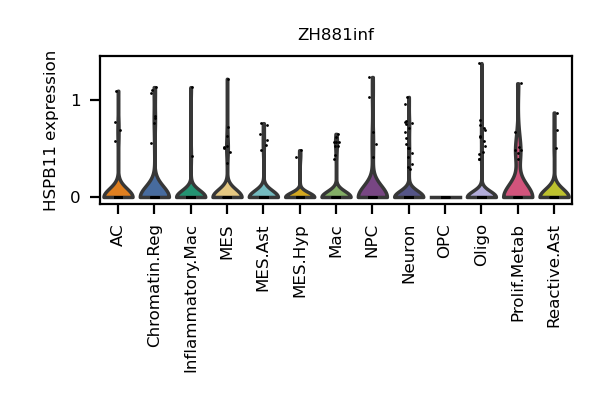 ZH881inf
HSPB11 expression
1
0
AC
Chromatin.Reg
Inflammatory.Mac
MES
MES.Ast
MES.Hyp
Mac
NPC
Neuron
OPC
Oligo
Prolif.Metab
Reactive.Ast